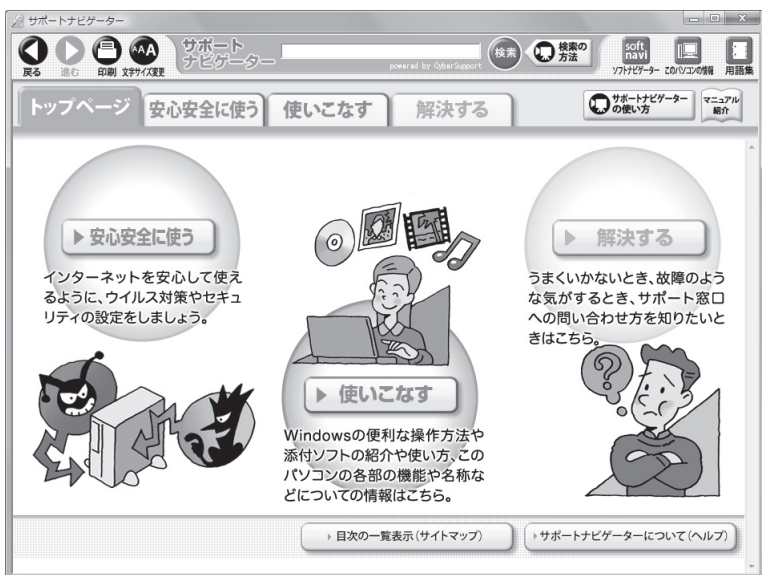 サポートナビゲーター
戻る
進む
印刷
AAA
文字サイズ変更
サポート
ナビゲーター
powered by CyberSupport
検索
検索の
方法
soft
navi
ソフトナビゲーター
このパソコンの情報
用語集
トップページ
安心安全に使う
使いこなす
解決する
サポートナビゲーター
の使い方
マニュアル
紹介
安心安全に使う
インターネットを安心して使え
るように、ウイルス対策やセキュ
リティの設定をしましょう。
使いこなす
Windowsの便利な操作方法や
添付ソフトの紹介や使い方、この
パソコンの各部の機能や名称な
どについての情報はこちら。
解決する
うまくいかないとき、故障のよう
な気がするとき、サポート窓口
への問い合わせ方を知りたいと
きはこちら。
?
目次の一覧表示(サイトマップ)
サポートナビゲーターについて(ヘルプ)